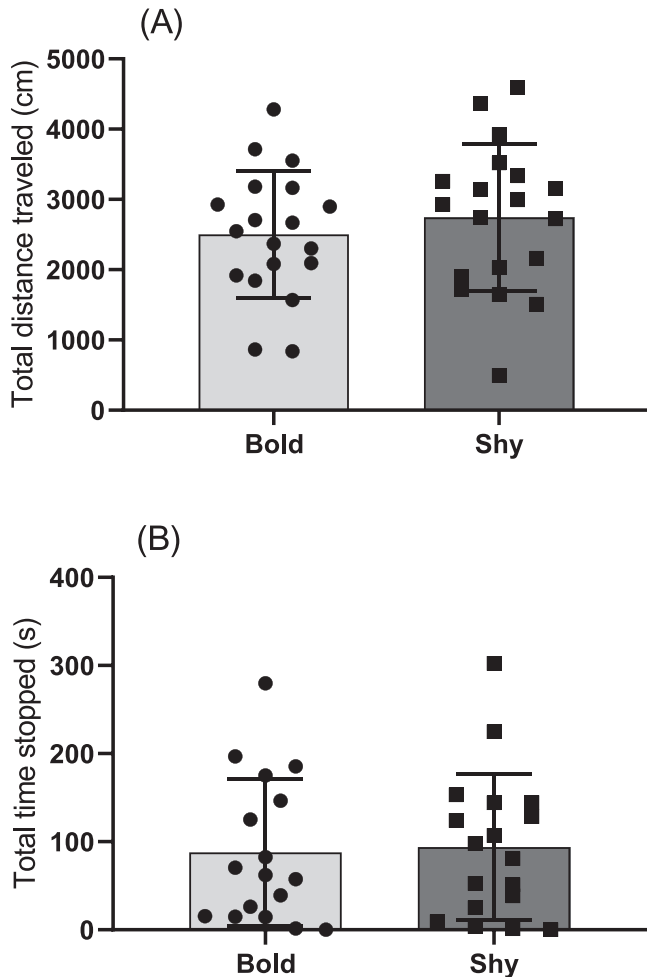 (A)
Total distance traveled (cm)
5000
4000
3000
2000
1000
0
Bold Shy
(B)
Total time stopped (s)
400
300
200
100
0
Bold Shy